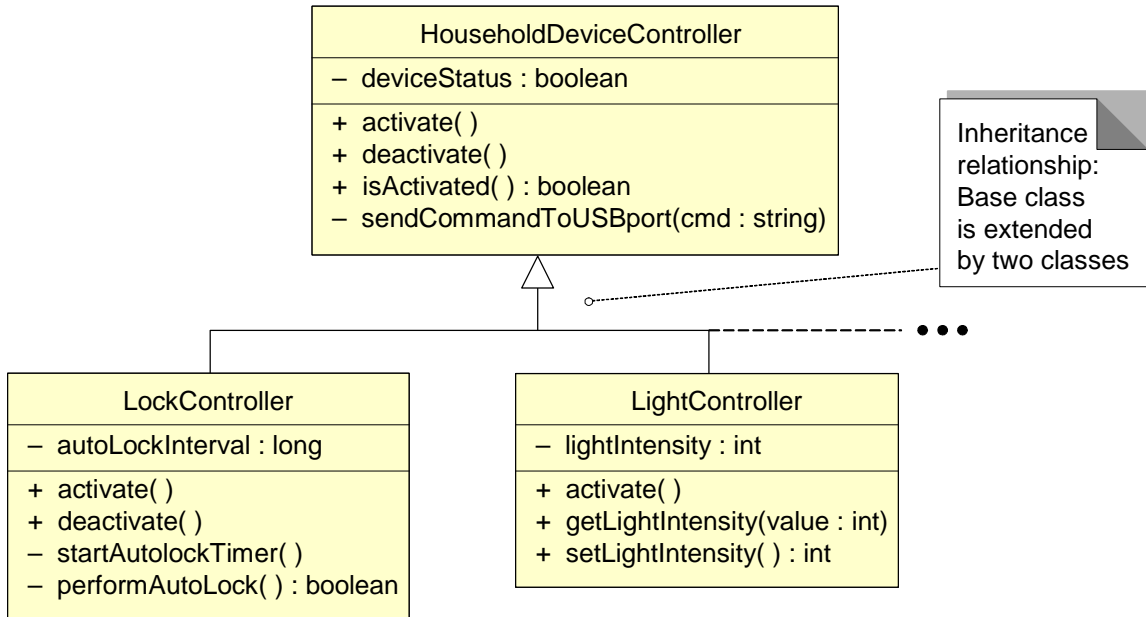 HouseholdDeviceController
– deviceStatus : boolean
+ activate( )
+ deactivate( )
+ isActivated( ) : boolean
– sendCommandToUSBport(cmd : string)
Inheritance
relationship:
Base class
is extended
by two classes
LockController
– autoLockInterval : long
+ activate( )
+ deactivate( )
– startAutolockTimer( )
– performAutoLock( ) : boolean
LightController
– lightIntensity : int
+ activate( )
+ getLightIntensity(value : int)
+ setLightIntensity( ) : int